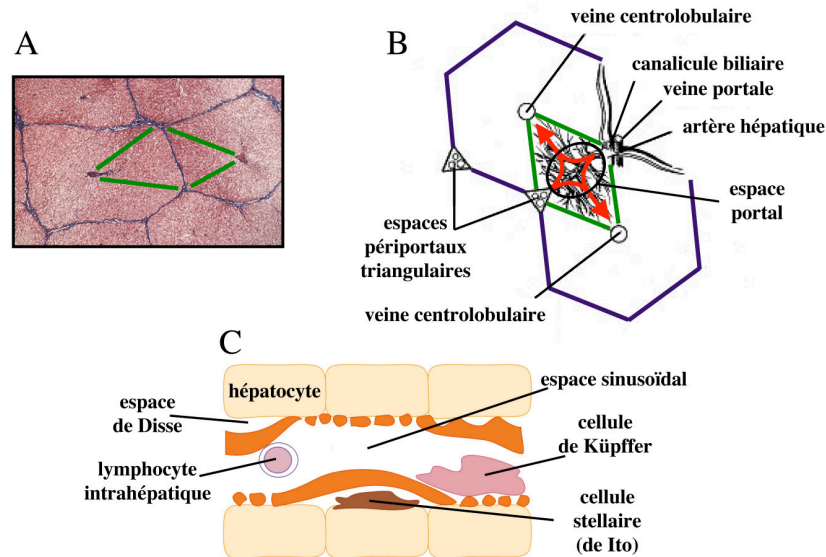 A
B
veine centrolobulaire
canalicule biliaire
veine portale
artère hépatique
espace
portal
espaces
périportaux
triangulaires
veine centrolobulaire
C
hépatocyte
espace sinusoïdal
espace
de Disse
cellule
de Küpffer
lymphocyte
intrahépatique
cellule
stellaire
(de Ito)